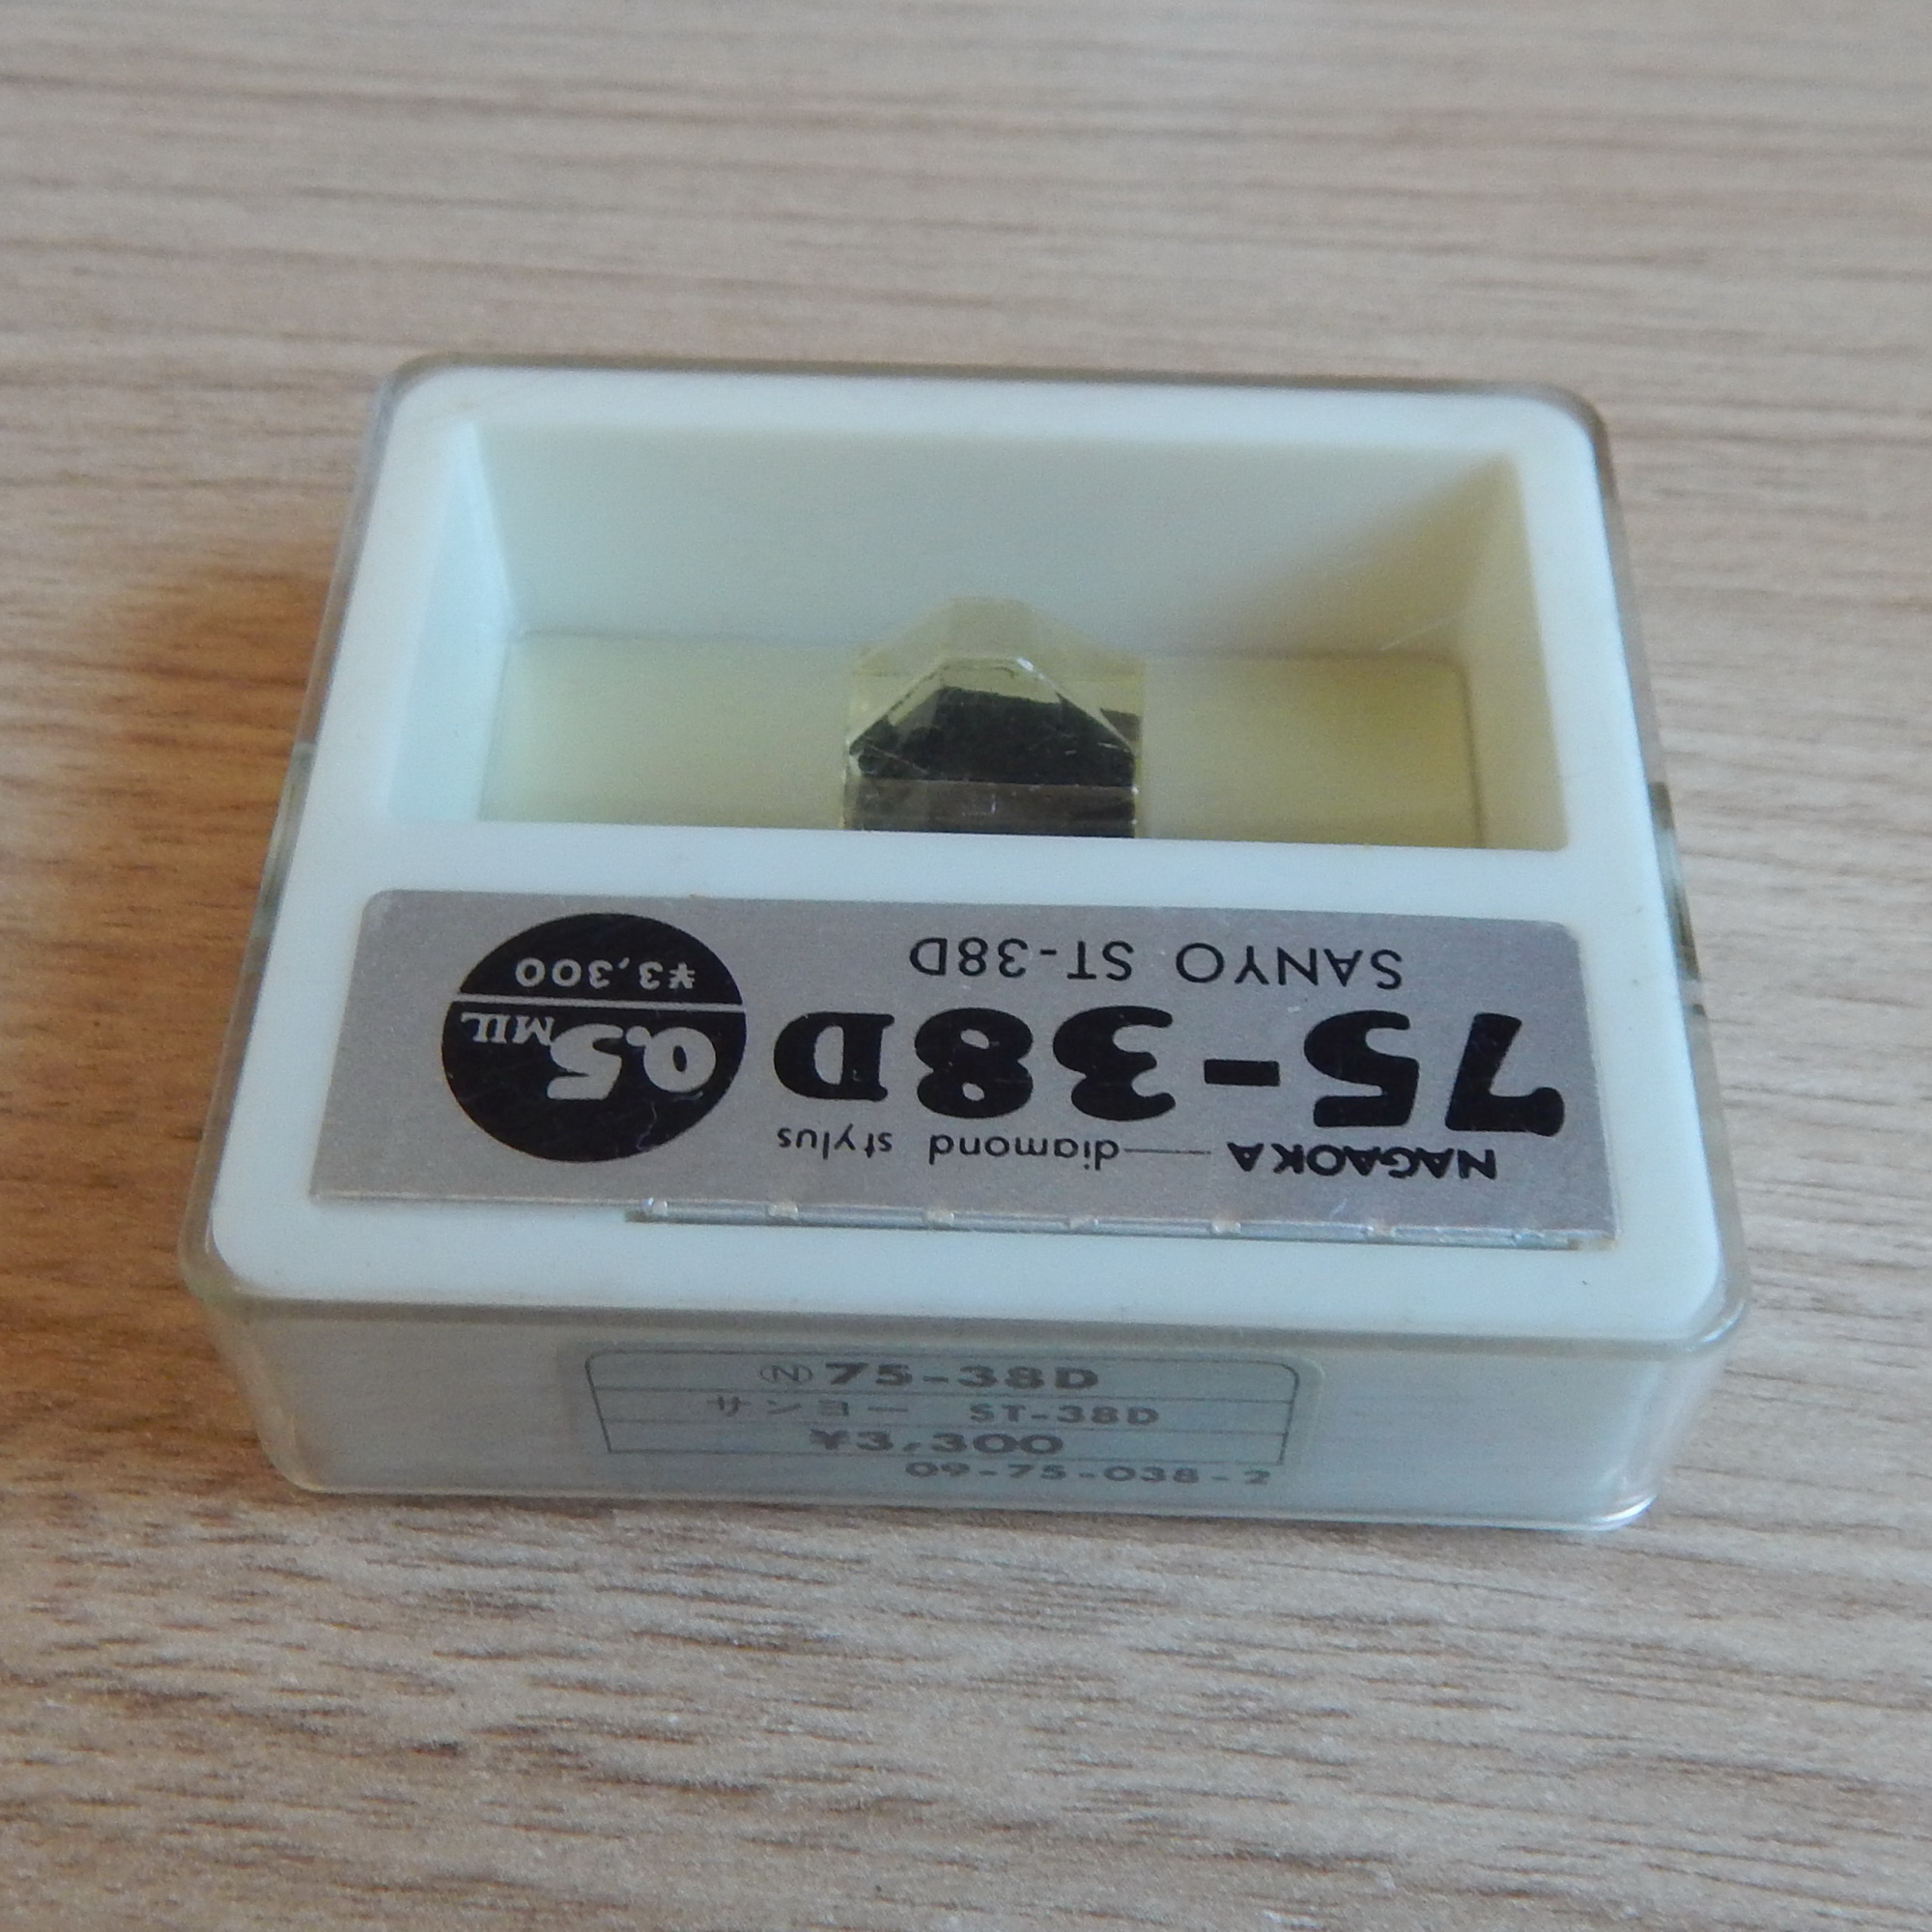 NAGAOKA — diamond stylus
75-38D
SANYO ST-38D
0.5 MIL
¥3,300
Ⓝ 75-38D
サンヨー ST-38D
¥3,300
09-75-038-2